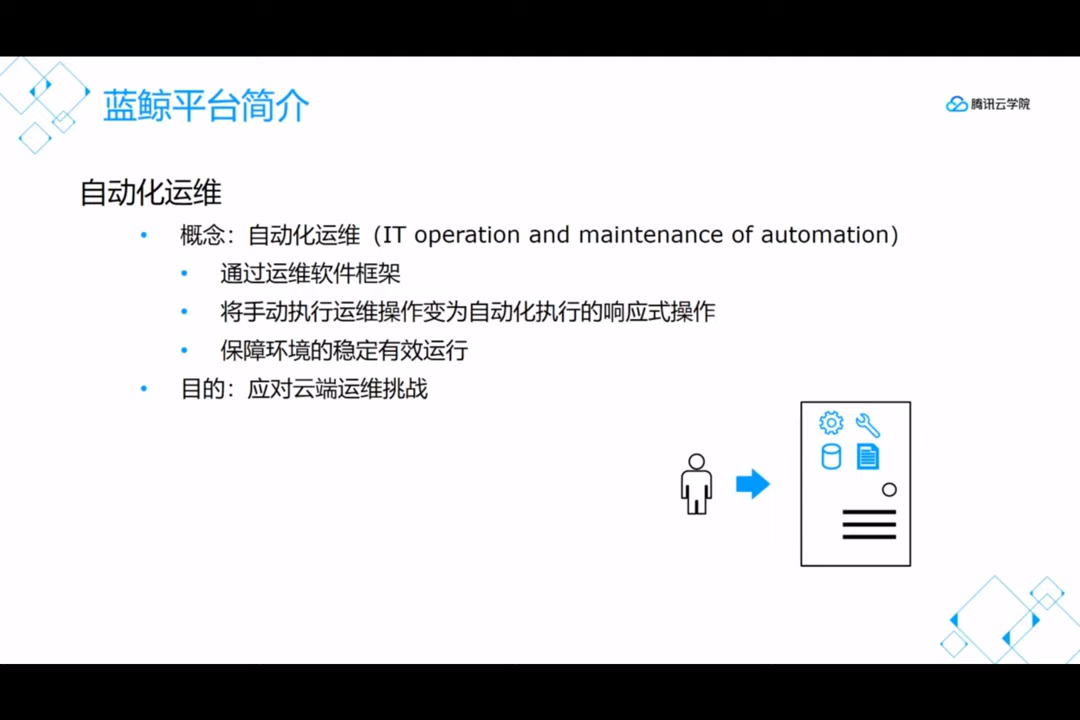 蓝鲸平台简介
腾讯云学院
自动化运维
• 概念：自动化运维（IT operation and maintenance of automation）
• 通过运维软件框架
• 将手动执行运维操作变为自动化执行的响应式操作
• 保障环境的稳定有效运行
• 目的：应对云端运维挑战